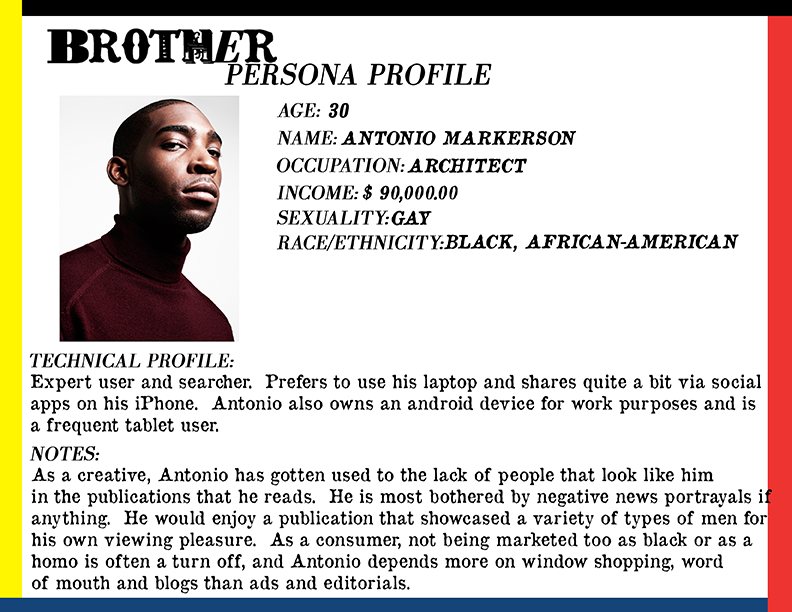 BROTHER
PERSONA PROFILE
AGE: 30
NAME: ANTONIO MARKERSON
OCCUPATION: ARCHITECT
INCOME: $ 90,000.00
SEXUALITY: GAY
RACE/ETHNICITY: BLACK, AFRICAN-AMERICAN
TECHNICAL PROFILE:
Expert user and searcher. Prefers to use his laptop and shares quite a bit via social
apps on his iPhone. Antonio also owns an android device for work purposes and is
a frequent tablet user.
NOTES:
As a creative, Antonio has gotten used to the lack of people that look like him
in the publications that he reads. He is most bothered by negative news portrayals if
anything. He would enjoy a publication that showcased a variety of types of men for
his own viewing pleasure. As a consumer, not being marketed too as black or as a
homo is often a turn off, and Antonio depends more on window shopping, word
of mouth and blogs than ads and editorials.